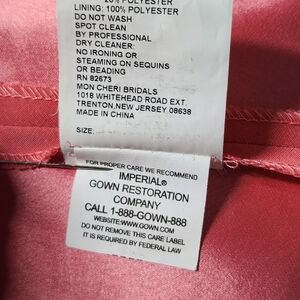 20% POLYESTER
LINING: 100% POLYESTER
DO NOT WASH
SPOT CLEAN
BY PROFESSIONAL
DRY CLEANER:
NO IRONING OR
STEAMING ON SEQUINS
OR BEADING
RN 82673
MON CHERI BRIDALS
1018 WHITEHEAD ROAD EXT.
TRENTON, NEW JERSEY 08638
MADE IN CHINA
SIZE:
FOR PROPER CARE WE RECOMMEND
IMPERIAL®
GOWN RESTORATION
COMPANY
CALL 1-888-GOWN-888
WEBSITE:WWW.GOWN.COM
DO NOT REMOVE THIS CARE LABEL
IT IS REQUIRED BY FEDERAL LAW